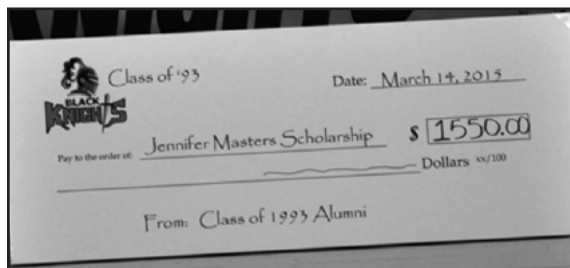 Class of '93
Date: March 14, 2015
BLACK
KNIGHTS
Pay to the order of: Jennifer Masters Scholarship $ 1550.00
Dollars xx/100
From: Class of 1993 Alumni